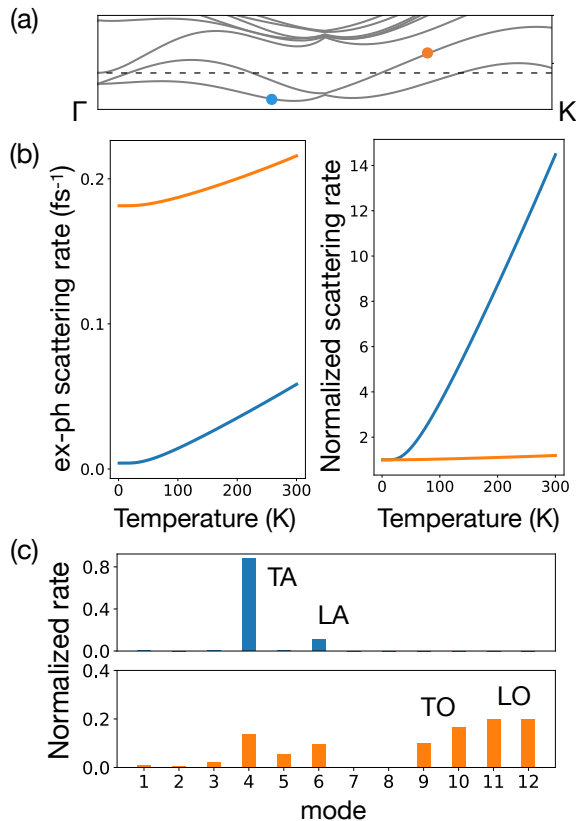 (a)
Γ K
(b)
ex-ph scattering rate (fs⁻¹)
0.2
0.1
0.0
0 100 200 300
Temperature (K)
Normalized scattering rate
14
12
10
8
6
4
2
0 100 200 300
Temperature (K)
(c)
Normalized rate
0.8
0.4
0.0
TA
LA
0.4
0.2
0.0
TO
LO
1 2 3 4 5 6 7 8 9 10 11 12
mode